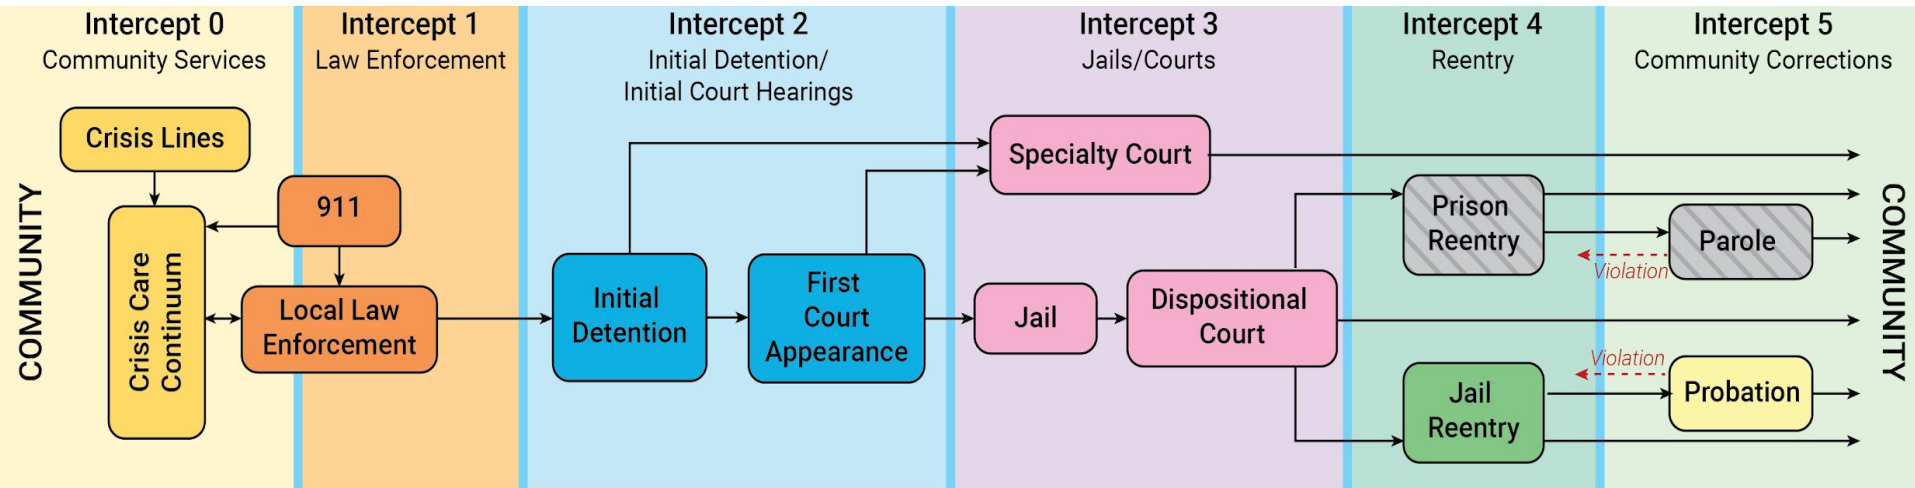 Intercept 0
Community Services
Intercept 1
Law Enforcement
Intercept 2
Initial Detention/
Initial Court Hearings
Intercept 3
Jails/Courts
Intercept 4
Reentry
Intercept 5
Community Corrections
COMMUNITY
Crisis Lines
Crisis Care
Continuum
911
Local Law
Enforcement
Initial
Detention
First
Court
Appearance
Specialty Court
Jail
Dispositional
Court
Prison
Reentry
Parole
Violation
Violation
Jail
Reentry
Probation
COMMUNITY